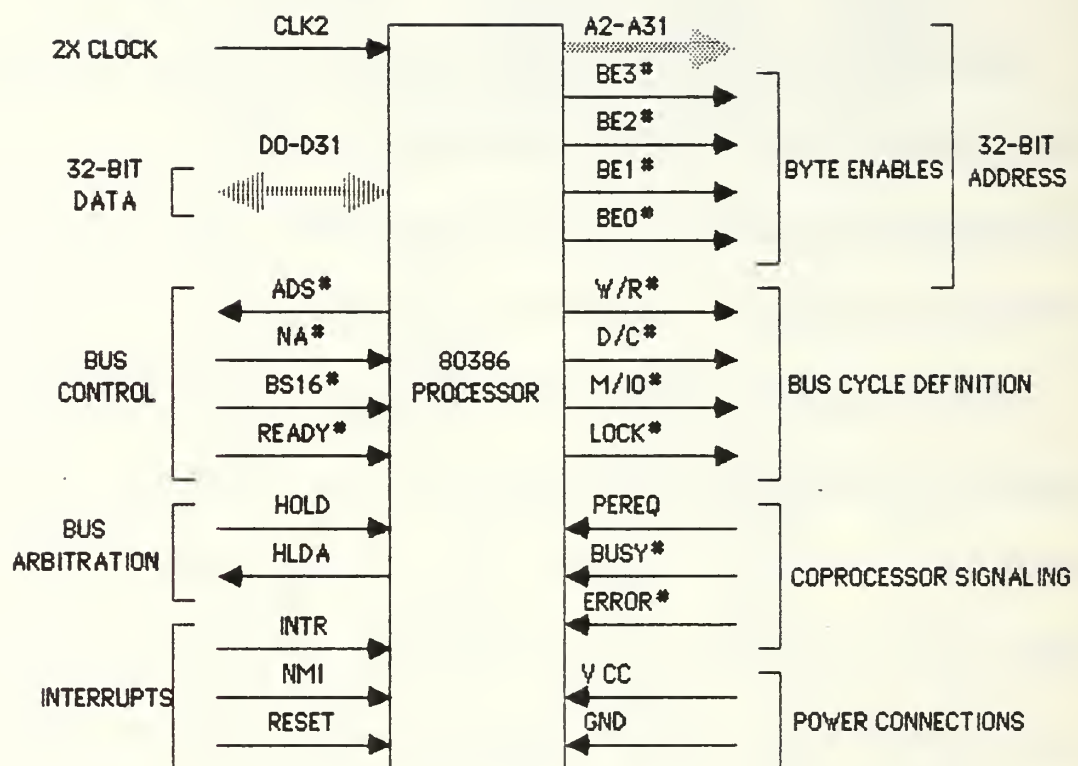 2X CLOCK
CLK2
32-BIT
DATA
D0-D31
BUS
CONTROL
ADS*
NA*
BS16*
READY*
BUS
ARBITRATION
HOLD
HLDA
INTERRUPTS
INTR
NMI
RESET
80386
PROCESSOR
A2-A31
BE3*
BE2*
BE1*
BE0*
BYTE ENABLES
32-BIT
ADDRESS
W/R*
D/C*
M/IO*
LOCK*
BUS CYCLE DEFINITION
PEREQ
BUSY*
ERROR*
COPROCESSOR SIGNALING
V CC
GND
POWER CONNECTIONS